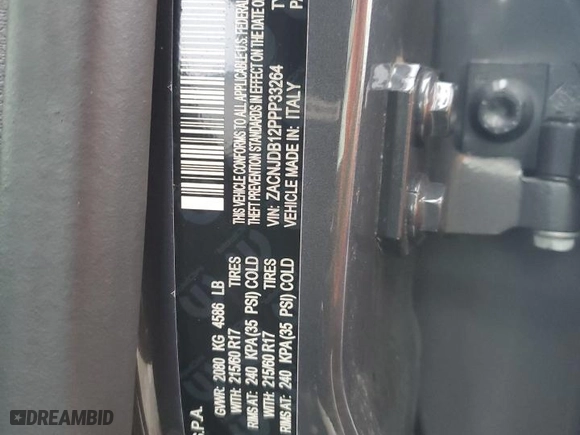 G.P.A.
GVWR: 2080 KG 4586 LB
WITH: 215/60 R17 TIRES
RIMS AT: 240 KPA(35 PSI) COLD
WITH: 215/60 R17 TIRES
RIMS AT: 240 KPA(35 PSI) COLD
THIS VEHICLE CONFORMS TO ALL APPLICABLE U.S. FEDERAL
THEFT PREVENTION STANDARDS IN EFFECT ON THE DATE O
VIN: ZACNJDB12PPP33264
VEHICLE MADE IN: ITALY
DREAMBID